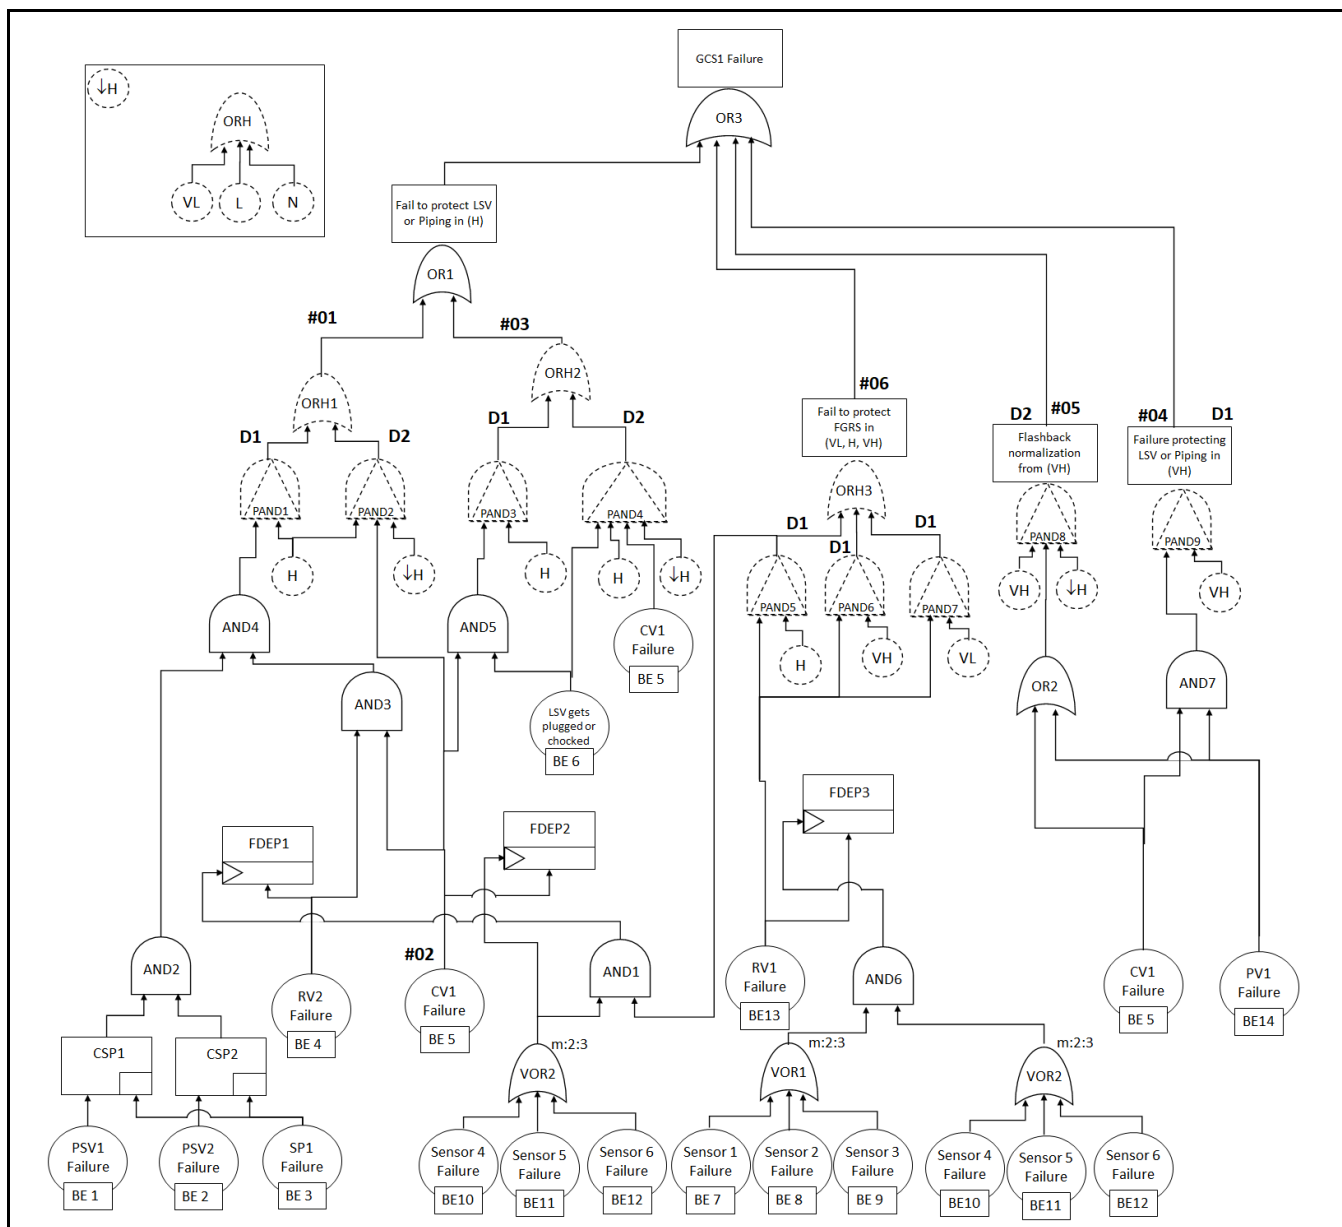 GCS1 Failure
OR3
↓H
ORH
VL
L
N
Fail to protect LSV
or Piping in (H)
OR1
#01
#03
ORH1
ORH2
D1
D2
D1
D2
PAND1
PAND2
PAND3
PAND4
H
↓H
H
H
↓H
AND4
AND5
CV1
Failure
BE 5
AND3
LSV gets
plugged or
chocked
BE 6
#06
Fail to protect
FGRS in
(VL, H, VH)
ORH3
D1
D1
D1
PAND5
PAND6
PAND7
H
VH
VL
D2
#05
Flashback
normalization
from (VH)
PAND8
VH
↓H
OR2
#04
D1
Failure protecting
LSV or Piping in
(VH)
PAND9
VH
AND7
FDEP1
FDEP2
FDEP3
AND2
RV2
Failure
BE 4
#02
CV1
Failure
BE 5
AND1
RV1
Failure
BE13
AND6
CV1
Failure
BE 5
PV1
Failure
BE14
CSP1
CSP2
VOR2
m:2:3
VOR1
m:2:3
VOR2
m:2:3
PSV1
Failure
BE 1
PSV2
Failure
BE 2
SP1
Failure
BE 3
Sensor 4
Failure
BE10
Sensor 5
Failure
BE11
Sensor 6
Failure
BE12
Sensor 1
Failure
BE 7
Sensor 2
Failure
BE 8
Sensor 3
Failure
BE 9
Sensor 4
Failure
BE10
Sensor 5
Failure
BE11
Sensor 6
Failure
BE12